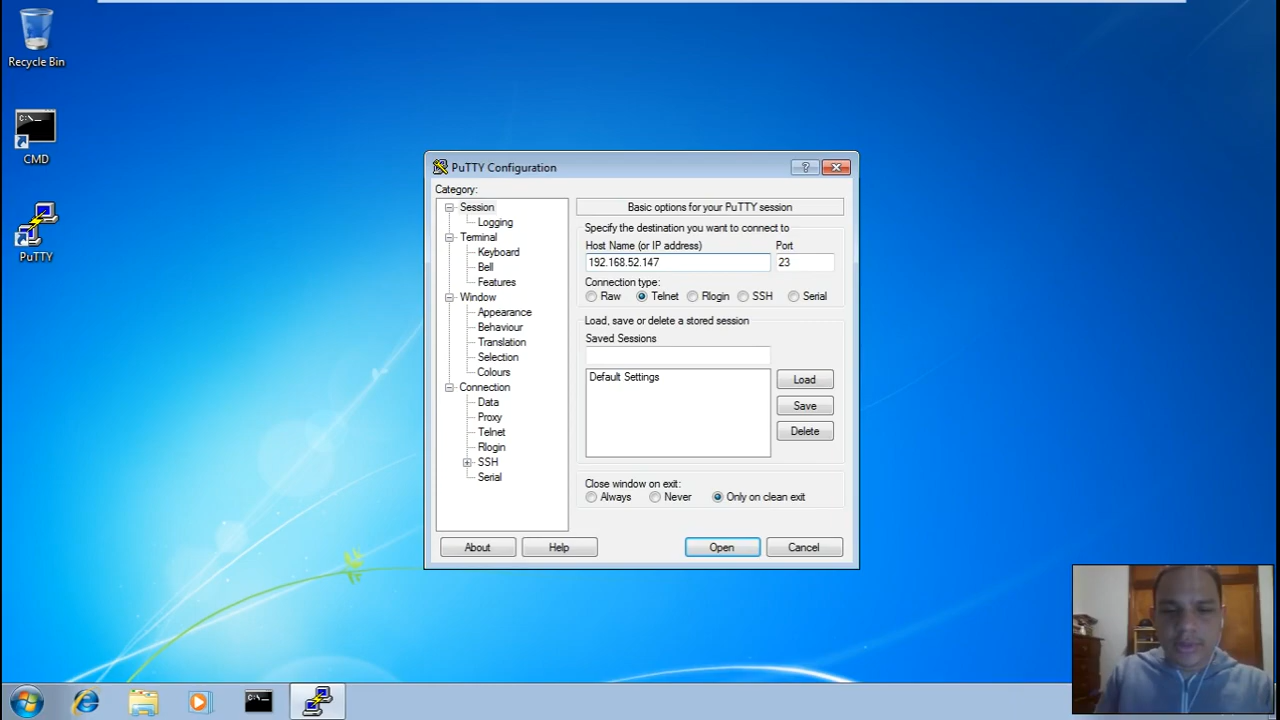 Recycle Bin
C:\._
CMD
PuTTY
PuTTY Configuration
?
Category:
Session
Logging
Terminal
Keyboard
Bell
Features
Window
Appearance
Behaviour
Translation
Selection
Colours
Connection
Data
Proxy
Telnet
Rlogin
SSH
Serial
Basic options for your PuTTY session
Specify the destination you want to connect to
Host Name (or IP address) Port
192.168.52.147 23
Connection type:
Raw Telnet Rlogin SSH Serial
Load, save or delete a stored session
Saved Sessions
Default Settings
Load
Save
Delete
Close window on exit:
Always Never Only on clean exit
About Help Open Cancel